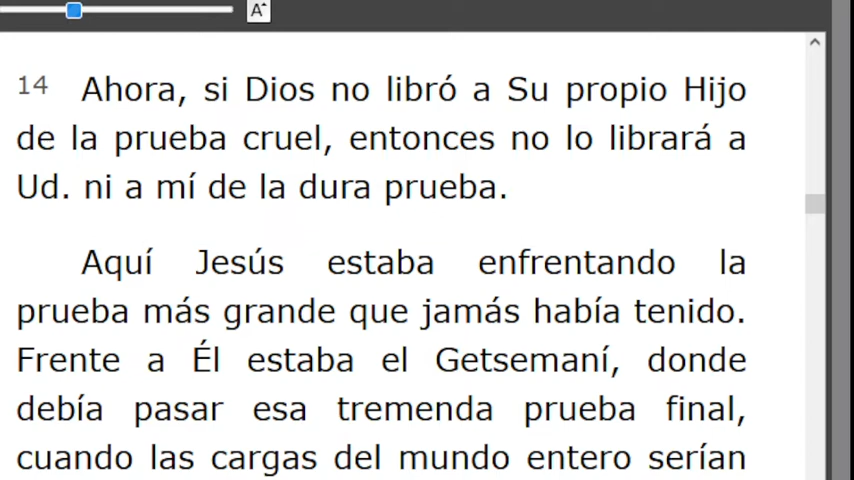 A
14 Ahora, si Dios no libró a Su propio Hijo
de la prueba cruel, entonces no lo librará a
Ud. ni a mí de la dura prueba.
Aquí Jesús estaba enfrentando la
prueba más grande que jamás había tenido.
Frente a Él estaba el Getsemaní, donde
debía pasar esa tremenda prueba final,
cuando las cargas del mundo entero serían